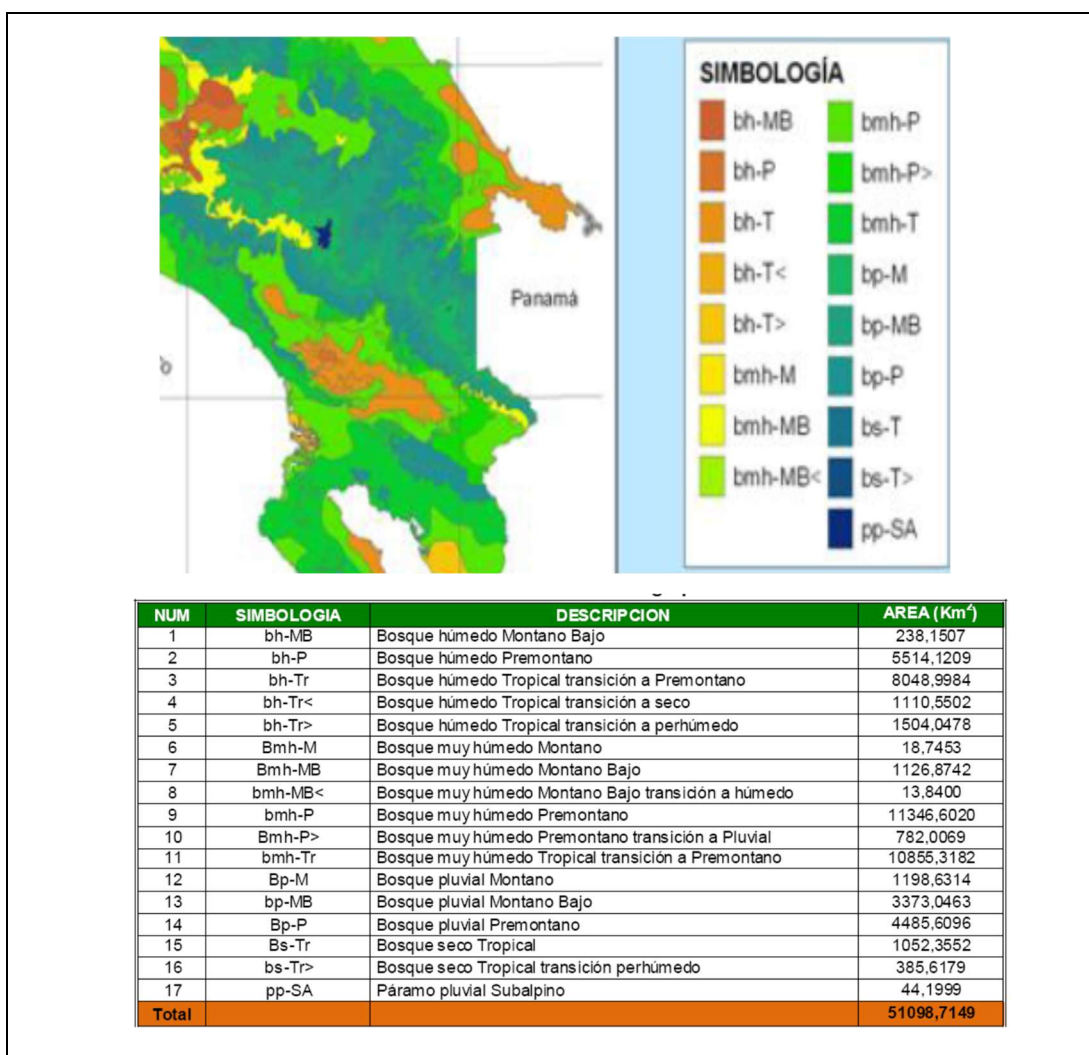 Panamá
SIMBOLOGÍA
bh-MB
bh-P
bh-T
bh-T<
bh-T>
bmh-M
bmh-MB
bmh-MB<
bmh-P
bmh-P>
bmh-T
bp-M
bp-MB
bp-P
bs-T
bs-T>
pp-SA
NUM SIMBOLOGIA DESCRIPCION AREA (Km²)
1 bh-MB Bosque húmedo Montano Bajo 238,1507
2 bh-P Bosque húmedo Premontano 5514,1209
3 bh-Tr Bosque húmedo Tropical transición a Premontano 8048,9984
4 bh-Tr< Bosque húmedo Tropical transición a seco 1110,5502
5 bh-Tr> Bosque húmedo Tropical transición a perhúmedo 1504,0478
6 Bmh-M Bosque muy húmedo Montano 18,7453
7 Bmh-MB Bosque muy húmedo Montano Bajo 1126,8742
8 bmh-MB< Bosque muy húmedo Montano Bajo transición a húmedo 13,8400
9 bmh-P Bosque muy húmedo Premontano 11346,6020
10 Bmh-P> Bosque muy húmedo Premontano transición a Pluvial 782,0069
11 bmh-Tr Bosque muy húmedo Tropical transición a Premontano 10855,3182
12 Bp-M Bosque pluvial Montano 1198,6314
13 bp-MB Bosque pluvial Montano Bajo 3373,0463
14 Bp-P Bosque pluvial Premontano 4485,6096
15 Bs-Tr Bosque seco Tropical 1052,3552
16 bs-Tr> Bosque seco Tropical transición perhúmedo 385,6179
17 pp-SA Páramo pluvial Subalpino 44,1999
Total 51098,7149